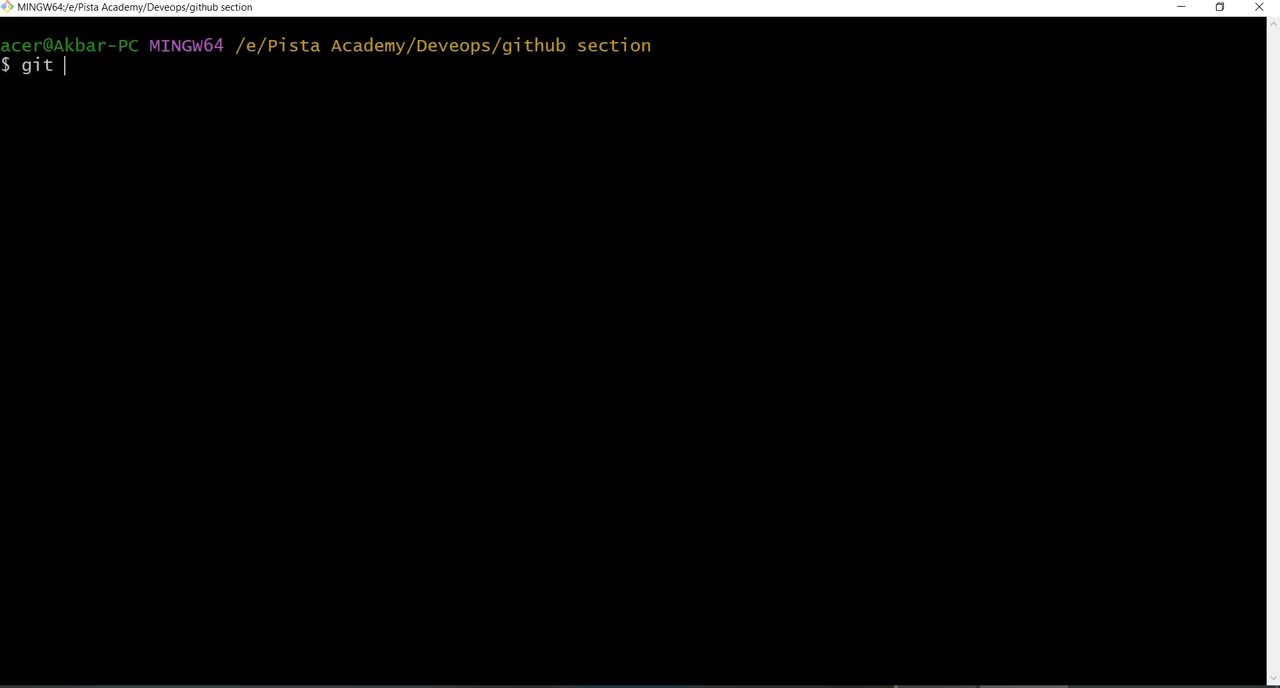 MINGW64:/e/Pista Academy/Deveops/github section
acer@Akbar-PC MINGW64 /e/Pista Academy/Deveops/github section
$ git